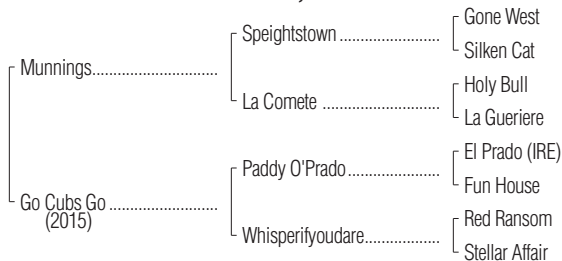 Gone West
Speightstown
Silken Cat
Munnings
Holy Bull
La Comete
La Gueriere
El Prado (IRE)
Paddy O'Prado
Fun House
Go Cubs Go
(2015)
Red Ransom
Whisperifyoudare
Stellar Affair